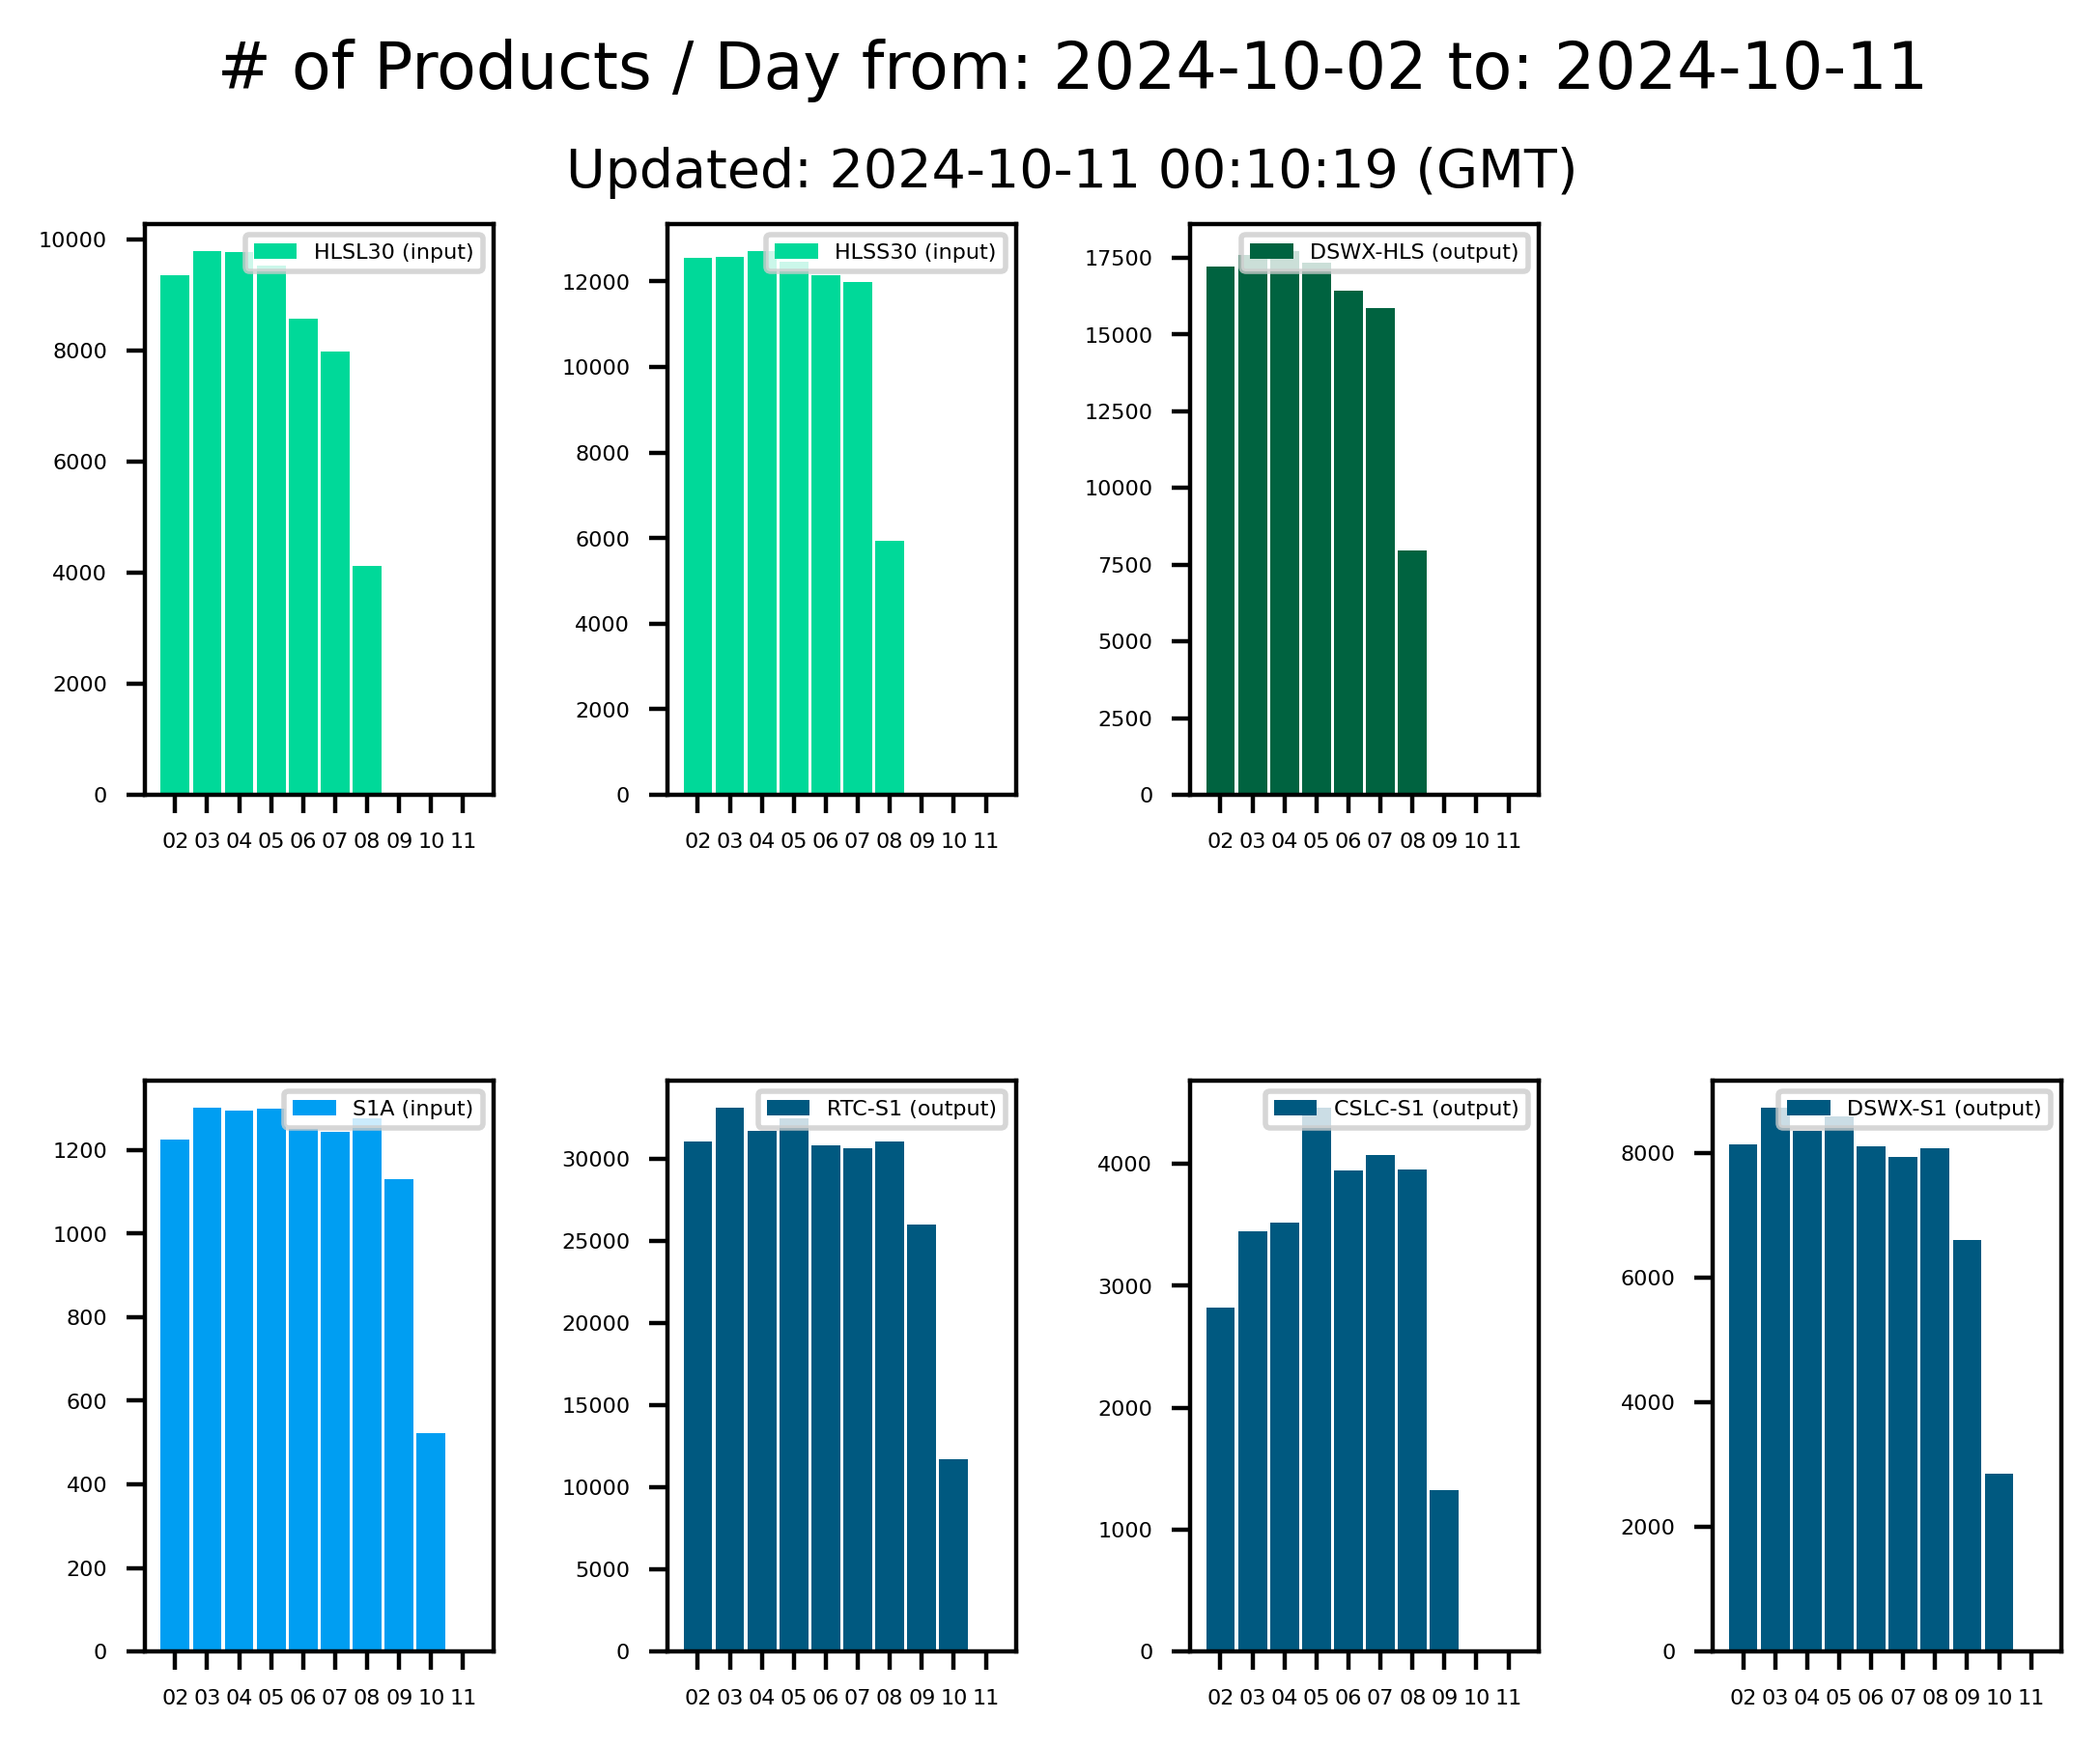 # of Products / Day from: 2024-10-02 to: 2024-10-11
Updated: 2024-10-11 00:10:19 (GMT)
HLSL30 (input)
10000
8000
6000
4000
2000
0
02 03 04 05 06 07 08 09 10 11
HLSS30 (input)
12000
10000
8000
6000
4000
2000
0
02 03 04 05 06 07 08 09 10 11
DSWX-HLS (output)
17500
15000
12500
10000
7500
5000
2500
0
02 03 04 05 06 07 08 09 10 11
S1A (input)
1200
1000
800
600
400
200
0
02 03 04 05 06 07 08 09 10 11
RTC-S1 (output)
30000
25000
20000
15000
10000
5000
0
02 03 04 05 06 07 08 09 10 11
CSLC-S1 (output)
4000
3000
2000
1000
0
02 03 04 05 06 07 08 09 10 11
DSWX-S1 (output)
8000
6000
4000
2000
0
02 03 04 05 06 07 08 09 10 11